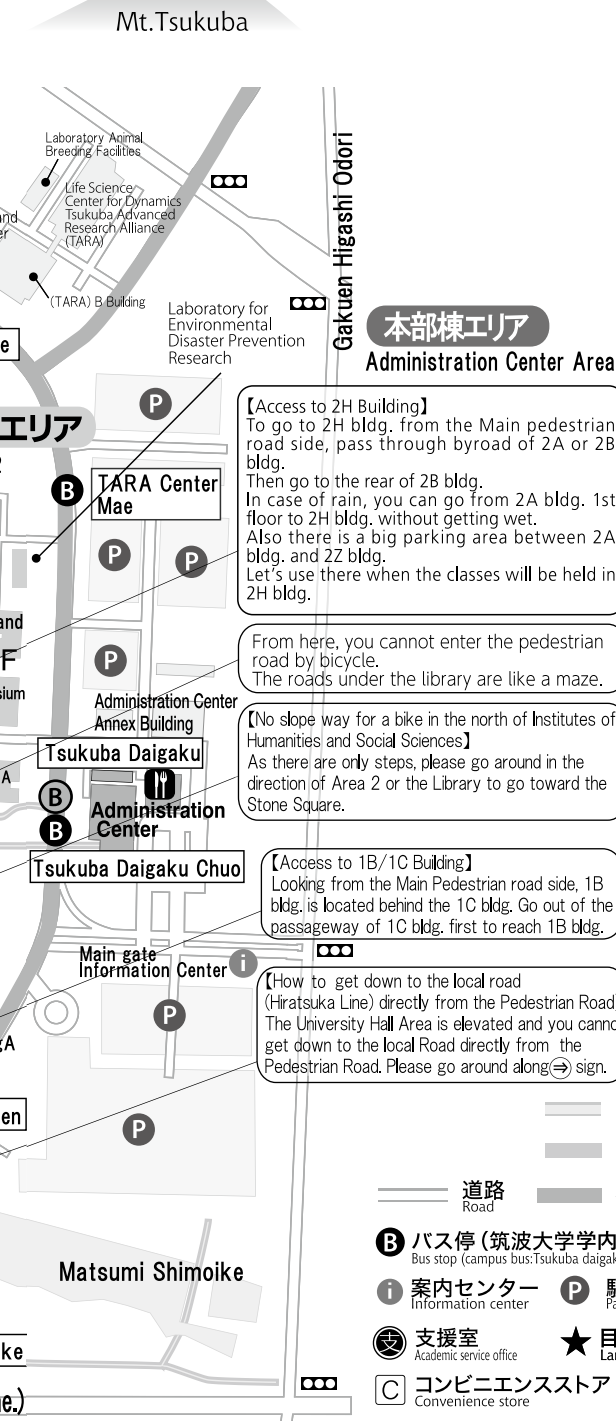 Mt.Tsukuba
Laboratory Animal
Breeding Facilities
Life Science
Center for Dynamics
Tsukuba Advanced
Research Alliance
(TARA)
and
er
(TARA) B Building
Gakuen Higashi Odori
Laboratory for
Environmental
Disaster Prevention
Research
本部棟エリア
Administration Center Area
e
エリア
P
【Access to 2H Building】
To go to 2H bldg. from the Main pedestrian
road side, pass through byroad of 2A or 2B
bldg.
Then go to the rear of 2B bldg.
In case of rain, you can go from 2A bldg. 1st
floor to 2H bldg. without getting wet.
Also there is a big parking area between 2A
bldg. and 2Z bldg.
Let's use there when the classes will be held in
2H bldg.
B
TARA Center
Mae
P
P
and
F
sium
P
From here, you cannot enter the pedestrian
road by bicycle.
The roads under the library are like a maze.
Administration Center
Annex Building
【No slope way for a bike in the north of Institutes of
Humanities and Social Sciences】
As there are only steps, please go around in the
direction of Area 2 or the Library to go toward the
Stone Square.
Tsukuba Daigaku
A
B
B
Administration
Center
Tsukuba Daigaku Chuo
【Access to 1B/1C Building】
Looking from the Main Pedestrian road side, 1B
bldg. is located behind the 1C bldg. Go out of the
passageway of 1C bldg. first to reach 1B bldg.
Main gate
Information Center
i
【How to get down to the local road
(Hiratsuka Line) directly from the Pedestrian Road
The University Hall Area is elevated and you canno
get down to the local Road directly from the
Pedestrian Road. Please go around along ⇒ sign.
P
gA
en
P
道路
Road
B バス停(筑波大学学内
Bus stop (campus bus:Tsukuba daigak
Matsumi Shimoike
i 案内センター
Information center
P
支 支援室
Academic service office
★ 目
Lan
ke
C コンビニエンスストア
Convenience store
ne.)